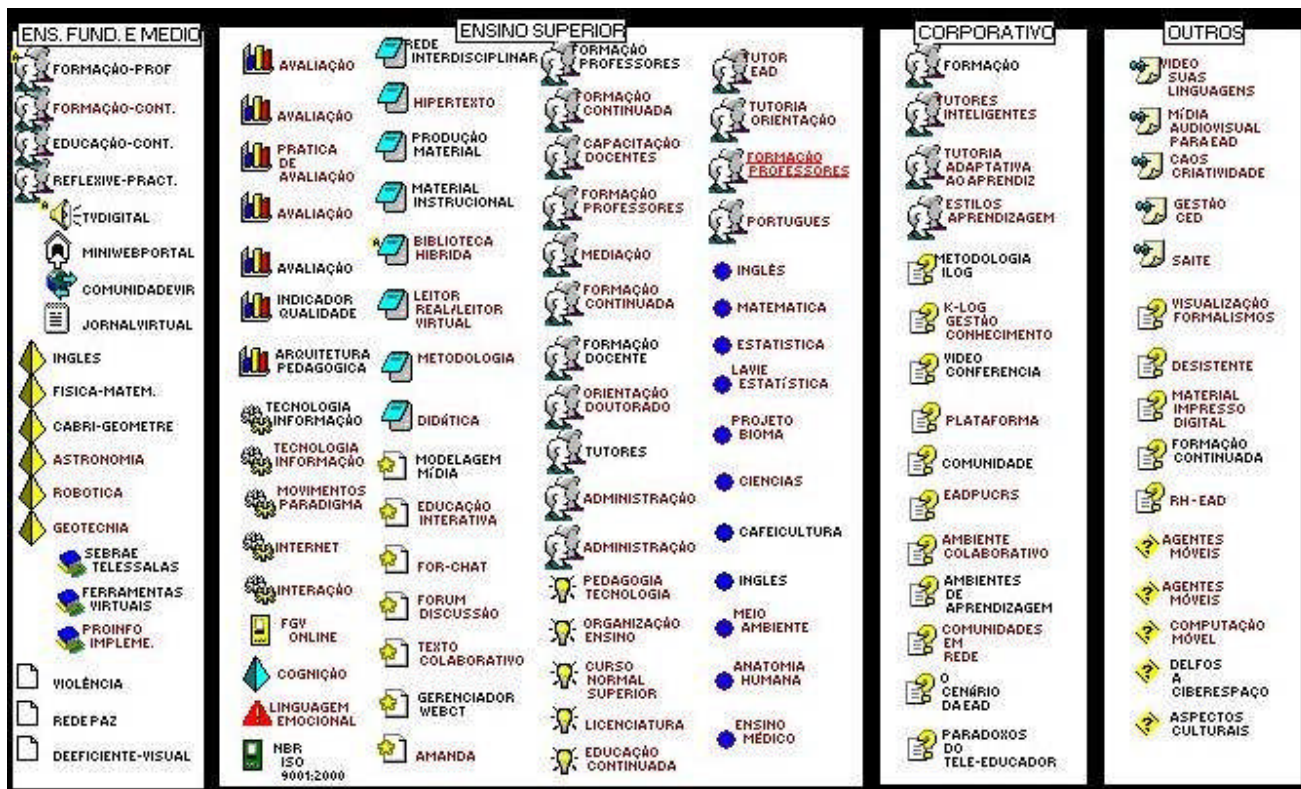 ENS. FUND. E MEDIO
FORMAÇÃO-PROF
FORMAÇÃO-CONT.
EDUCAÇÃO-CONT.
REFLEXIVE-PRACT.
TVDIGITAL
MINIWEBPORTAL
COMUNIDADEVIR
JORNALVIRTUAL
INGLES
FISICA-MATEM.
CABRI-GEOMETRE
ASTRONOMIA
ROBOTICA
GEOTECNIA
SEBRAE
TELESSALAS
FERRAMENTAS
VIRTUAIS
PROINFO
IMPLEME.
VIOLÊNCIA
REDE PAZ
DEEFICIENTE-VISUAL
ENSINO SUPERIOR
AVALIAÇÃO
AVALIAÇÃO
PRATICA
DE
AVALIAÇÃO
AVALIAÇÃO
AVALIAÇÃO
INDICADOR
QUALIDADE
ARQUITETURA
PEDAGOGICA
TECNOLOGIA
INFORMAÇÃO
TECNOLOGIA
INFORMAÇÃO
MOVIMENTOS
PARADIGMA
INTERNET
INTERAÇÃO
FGV
ONLINE
COGNIÇÃO
LINGUAGEM
EMOCIONAL
NBR
ISO
9001:2000
REDE
INTERDISCIPLINAR
HIPERTEXTO
PRODUÇÃO
MATERIAL
MATERIAL
INSTRUCIONAL
BIBLIOTECA
HIBRIDA
LEITOR
REAL/LEITOR
VIRTUAL
METODOLOGIA
DIDÁTICA
MODELAGEM
MÍDIA
EDUCAÇÃO
INTERATIVA
FOR-CHAT
FORUM
DISCUSSÃO
TEXTO
COLABORATIVO
GERENCIADOR
WEBCT
AMANDA
FORMAÇÃO
PROFESSORES
FORMAÇÃO
CONTINUADA
CAPACITAÇÃO
DOCENTES
FORMAÇÃO
PROFESSORES
MEDIAÇÃO
FORMAÇÃO
CONTINUADA
FORMAÇÃO
DOCENTE
ORIENTAÇÃO
DOUTORADO
TUTORES
ADMINISTRAÇÃO
ADMINISTRAÇÃO
PEDAGOGIA
TECNOLOGIA
ORGANIZAÇÃO
ENSINO
CURSO
NORMAL
SUPERIOR
LICENCIATURA
EDUCAÇÃO
CONTINUADA
TUTOR
EAD
TUTORIA
ORIENTAÇÃO
FORMAÇÃO
PROFESSORES
PORTUGUES
INGLÊS
MATEMATICA
ESTATISTICA
LAVIE
ESTATÍSTICA
PROJETO
BIOMA
CIENCIAS
CAFEICULTURA
INGLES
MEIO
AMBIENTE
ANATOMIA
HUMANA
ENSINO
MÉDICO
CORPORATIVO
FORMAÇÃO
TUTORES
INTELIGENTES
TUTORIA
ADAPTATIVA
AO APRENDIZ
ESTILOS
APRENDIZAGEM
METODOLOGIA
ILOG
K-LOG
GESTÃO
CONHECIMENTO
VIDEO
CONFERENCIA
PLATAFORMA
COMUNIDADE
EADPUCRS
AMBIENTE
COLABORATIVO
AMBIENTES
DE
APRENDIZAGEM
COMUNIDADES
EM
REDE
O
CENÁRIO
DA EAD
PARADOXOS
DO
TELE-EDUCADOR
OUTROS
VIDEO
SUAS
LINGUAGENS
MÍDIA
AUDIOVISUAL
PARA EAD
CAOS
CRIATIVIDADE
GESTÃO
CED
SAITE
VISUALIZAÇÃO
FORMALISMOS
DESISTENTE
MATERIAL
IMPRESSO
DIGITAL
FORMAÇÃO
CONTINUADA
RH-EAD
AGENTES
MÓVEIS
AGENTES
MÓVEIS
COMPUTAÇÃO
MÓVEL
DELFOS
A
CIBERESPAÇO
ASPECTOS
CULTURAIS